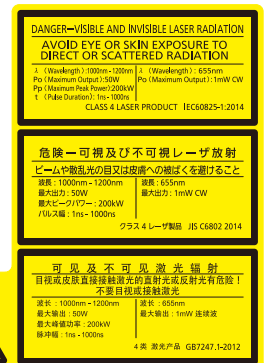 DANGER—VISIBLE AND INVISIBLE LASER RADIATION
AVOID EYE OR SKIN EXPOSURE TO
DIRECT OR SCATTERED RADIATION
λ (Wavelength):1000nm-1200nm
Po (Maximum Output):50W
Pp (Maximum Peak Power):200kW
t (Pulse Duration):1ns-1000ns
λ (Wavelength):655nm
Po (Maximum Output):1mW CW
CLASS 4 LASER PRODUCT IEC60825-1:2014
危険ー可視及び不可視レーザ放射
ビームや散乱光の目又は皮膚への被ばくを避けること
波長:1000nm-1200nm
最大出力:50W
最大ピークパワー:200kW
パルス幅:1ns-1000ns
波長:655nm
最大出力:1mW CW
クラス 4 レーザ製品 JIS C6802 2014
可见及不可见激光辐射
目视或皮肤直接接触激光的直射光或反射光有危险!
不要目视或接触激光
波长:1000nm-1200nm
最大输出:50W
最大峰值功率:200kW
脉冲幅:1ns-1000ns
波长:655nm
最大输出:1mW 连续波
4类 激光产品 GB7247.1-2012